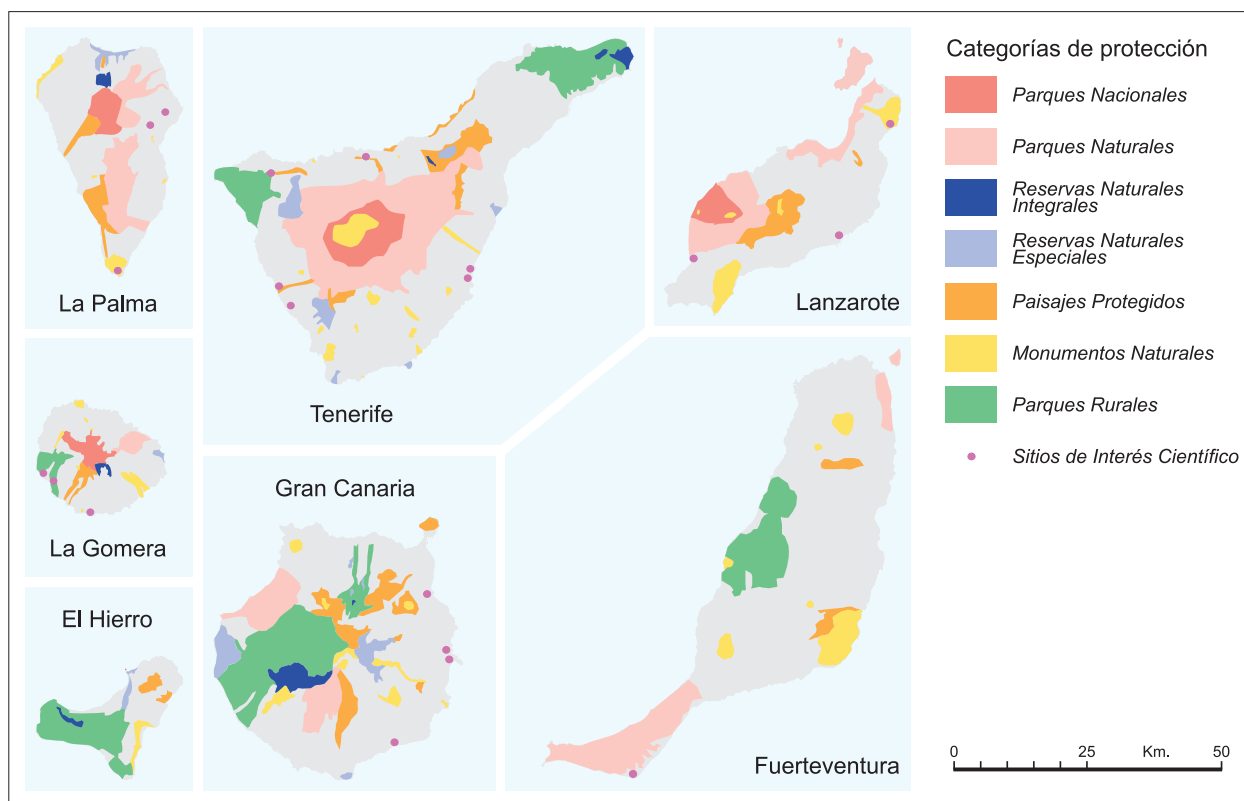 La Palma
Tenerife
Lanzarote
La Gomera
Gran Canaria
El Hierro
Fuerteventura
Categorías de protección
Parques Nacionales
Parques Naturales
Reservas Naturales
Integrales
Reservas Naturales
Especiales
Paisajes Protegidos
Monumentos Naturales
Parques Rurales
Sitios de Interés Científico
0 25 Km. 50